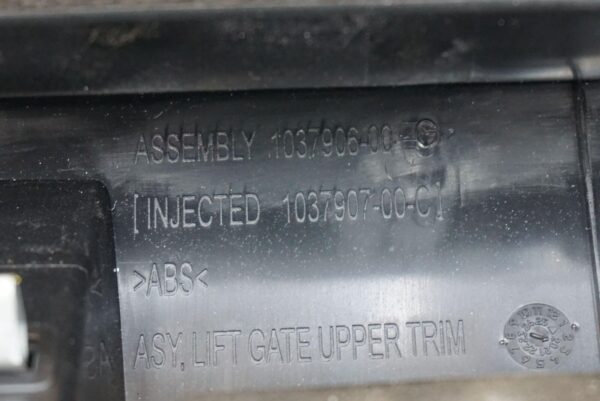 ASSEMBLY 1037906-00-
[INJECTED 1037907-00-C]
>ABS<
ASY, LIFT GATE UPPER TRIM